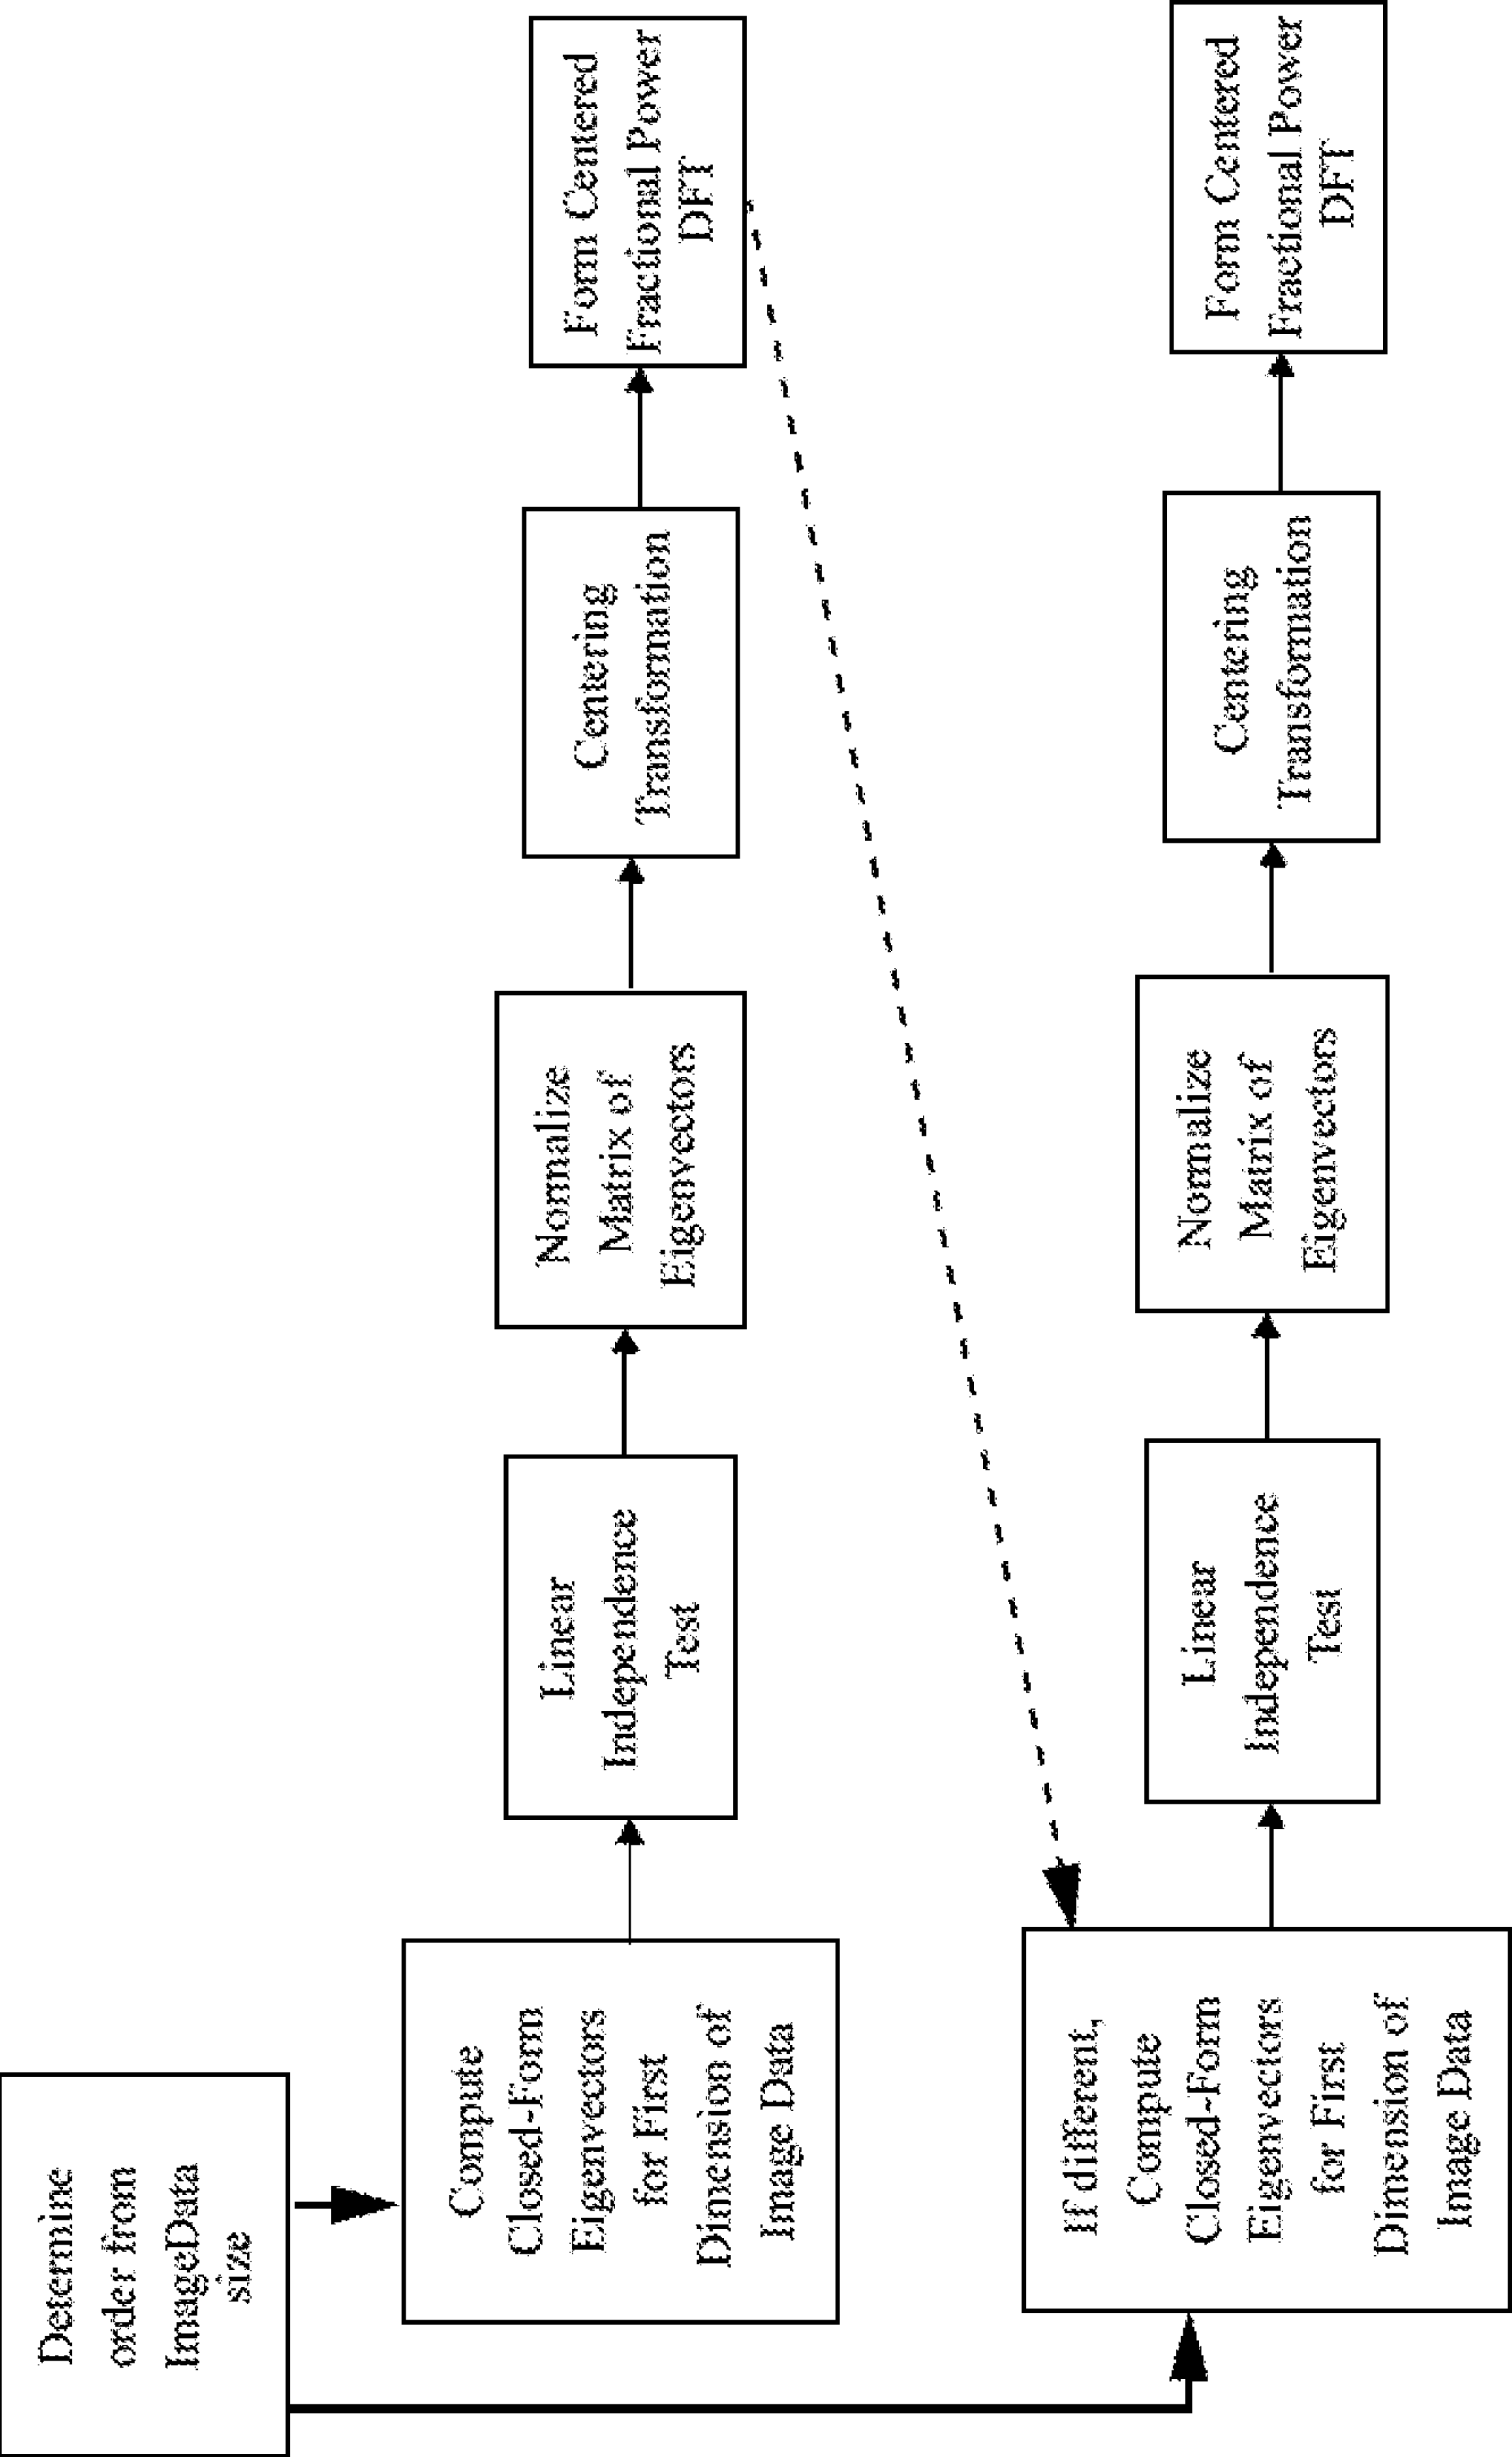 Determine
order from
ImageData
size
Compute
Closed-Form
Eigenvectors
for First
Dimension of
Image Data
Linear
Independence
Test
Normalize
Matrix of
Eigenvectors
Centering
Transformation
Form Centered
Fractional Power
DFT
If different,
Compute
Closed-Form
Eigenvectors
for First
Dimension of
Image Data
Linear
Independence
Test
Normalize
Matrix of
Eigenvectors
Centering
Transformation
Form Centered
Fractional Power
DFT